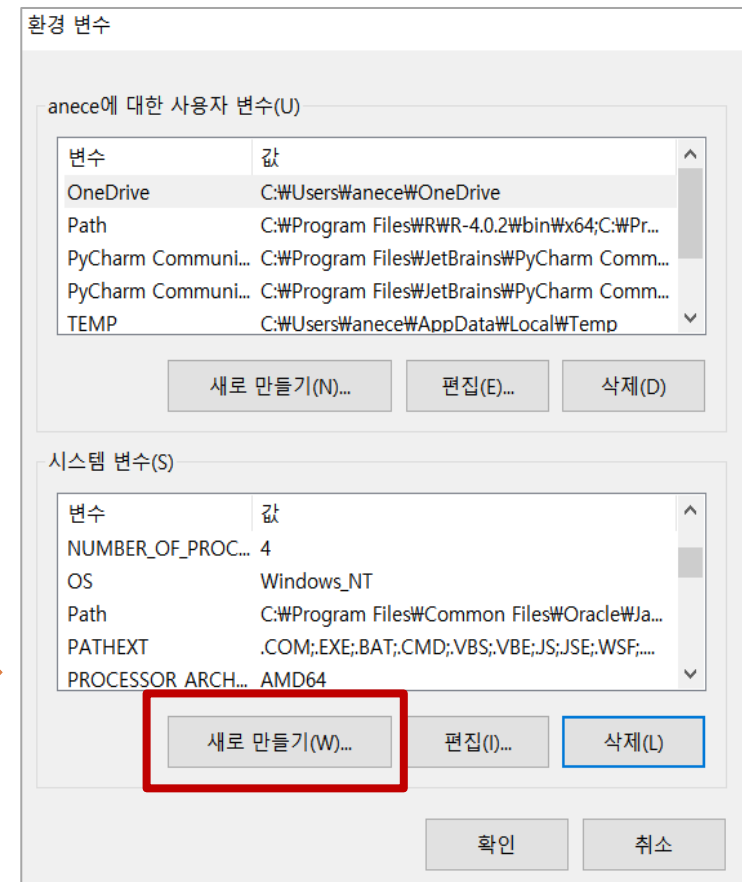 환경 변수
anece에 대한 사용자 변수(U)
변수 값
OneDrive C:₩Users₩anece₩OneDrive
Path C:₩Program Files₩R₩R-4.0.2₩bin₩x64;C:₩Pr...
PyCharm Communi... C:₩Program Files₩JetBrains₩PyCharm Comm...
PyCharm Communi... C:₩Program Files₩JetBrains₩PyCharm Comm...
TEMP C:₩Users₩anece₩AppData₩Local₩Temp
새로 만들기(N)... 편집(E)... 삭제(D)
시스템 변수(S)
변수 값
NUMBER_OF_PROC... 4
OS Windows_NT
Path C:₩Program Files₩Common Files₩Oracle₩Ja...
PATHEXT .COM;.EXE;.BAT;.CMD;.VBS;.VBE;.JS;.JSE;.WSF;....
PROCESSOR_ARCH... AMD64
새로 만들기(W)... 편집(I)... 삭제(L)
확인 취소